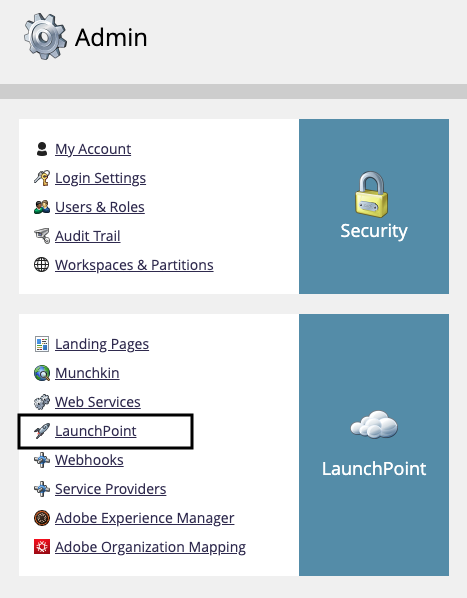 Admin
My Account
Login Settings
Users & Roles
Audit Trail
Workspaces & Partitions
Security
Landing Pages
Munchkin
Web Services
LaunchPoint
Webhooks
Service Providers
Adobe Experience Manager
Adobe Organization Mapping
LaunchPoint